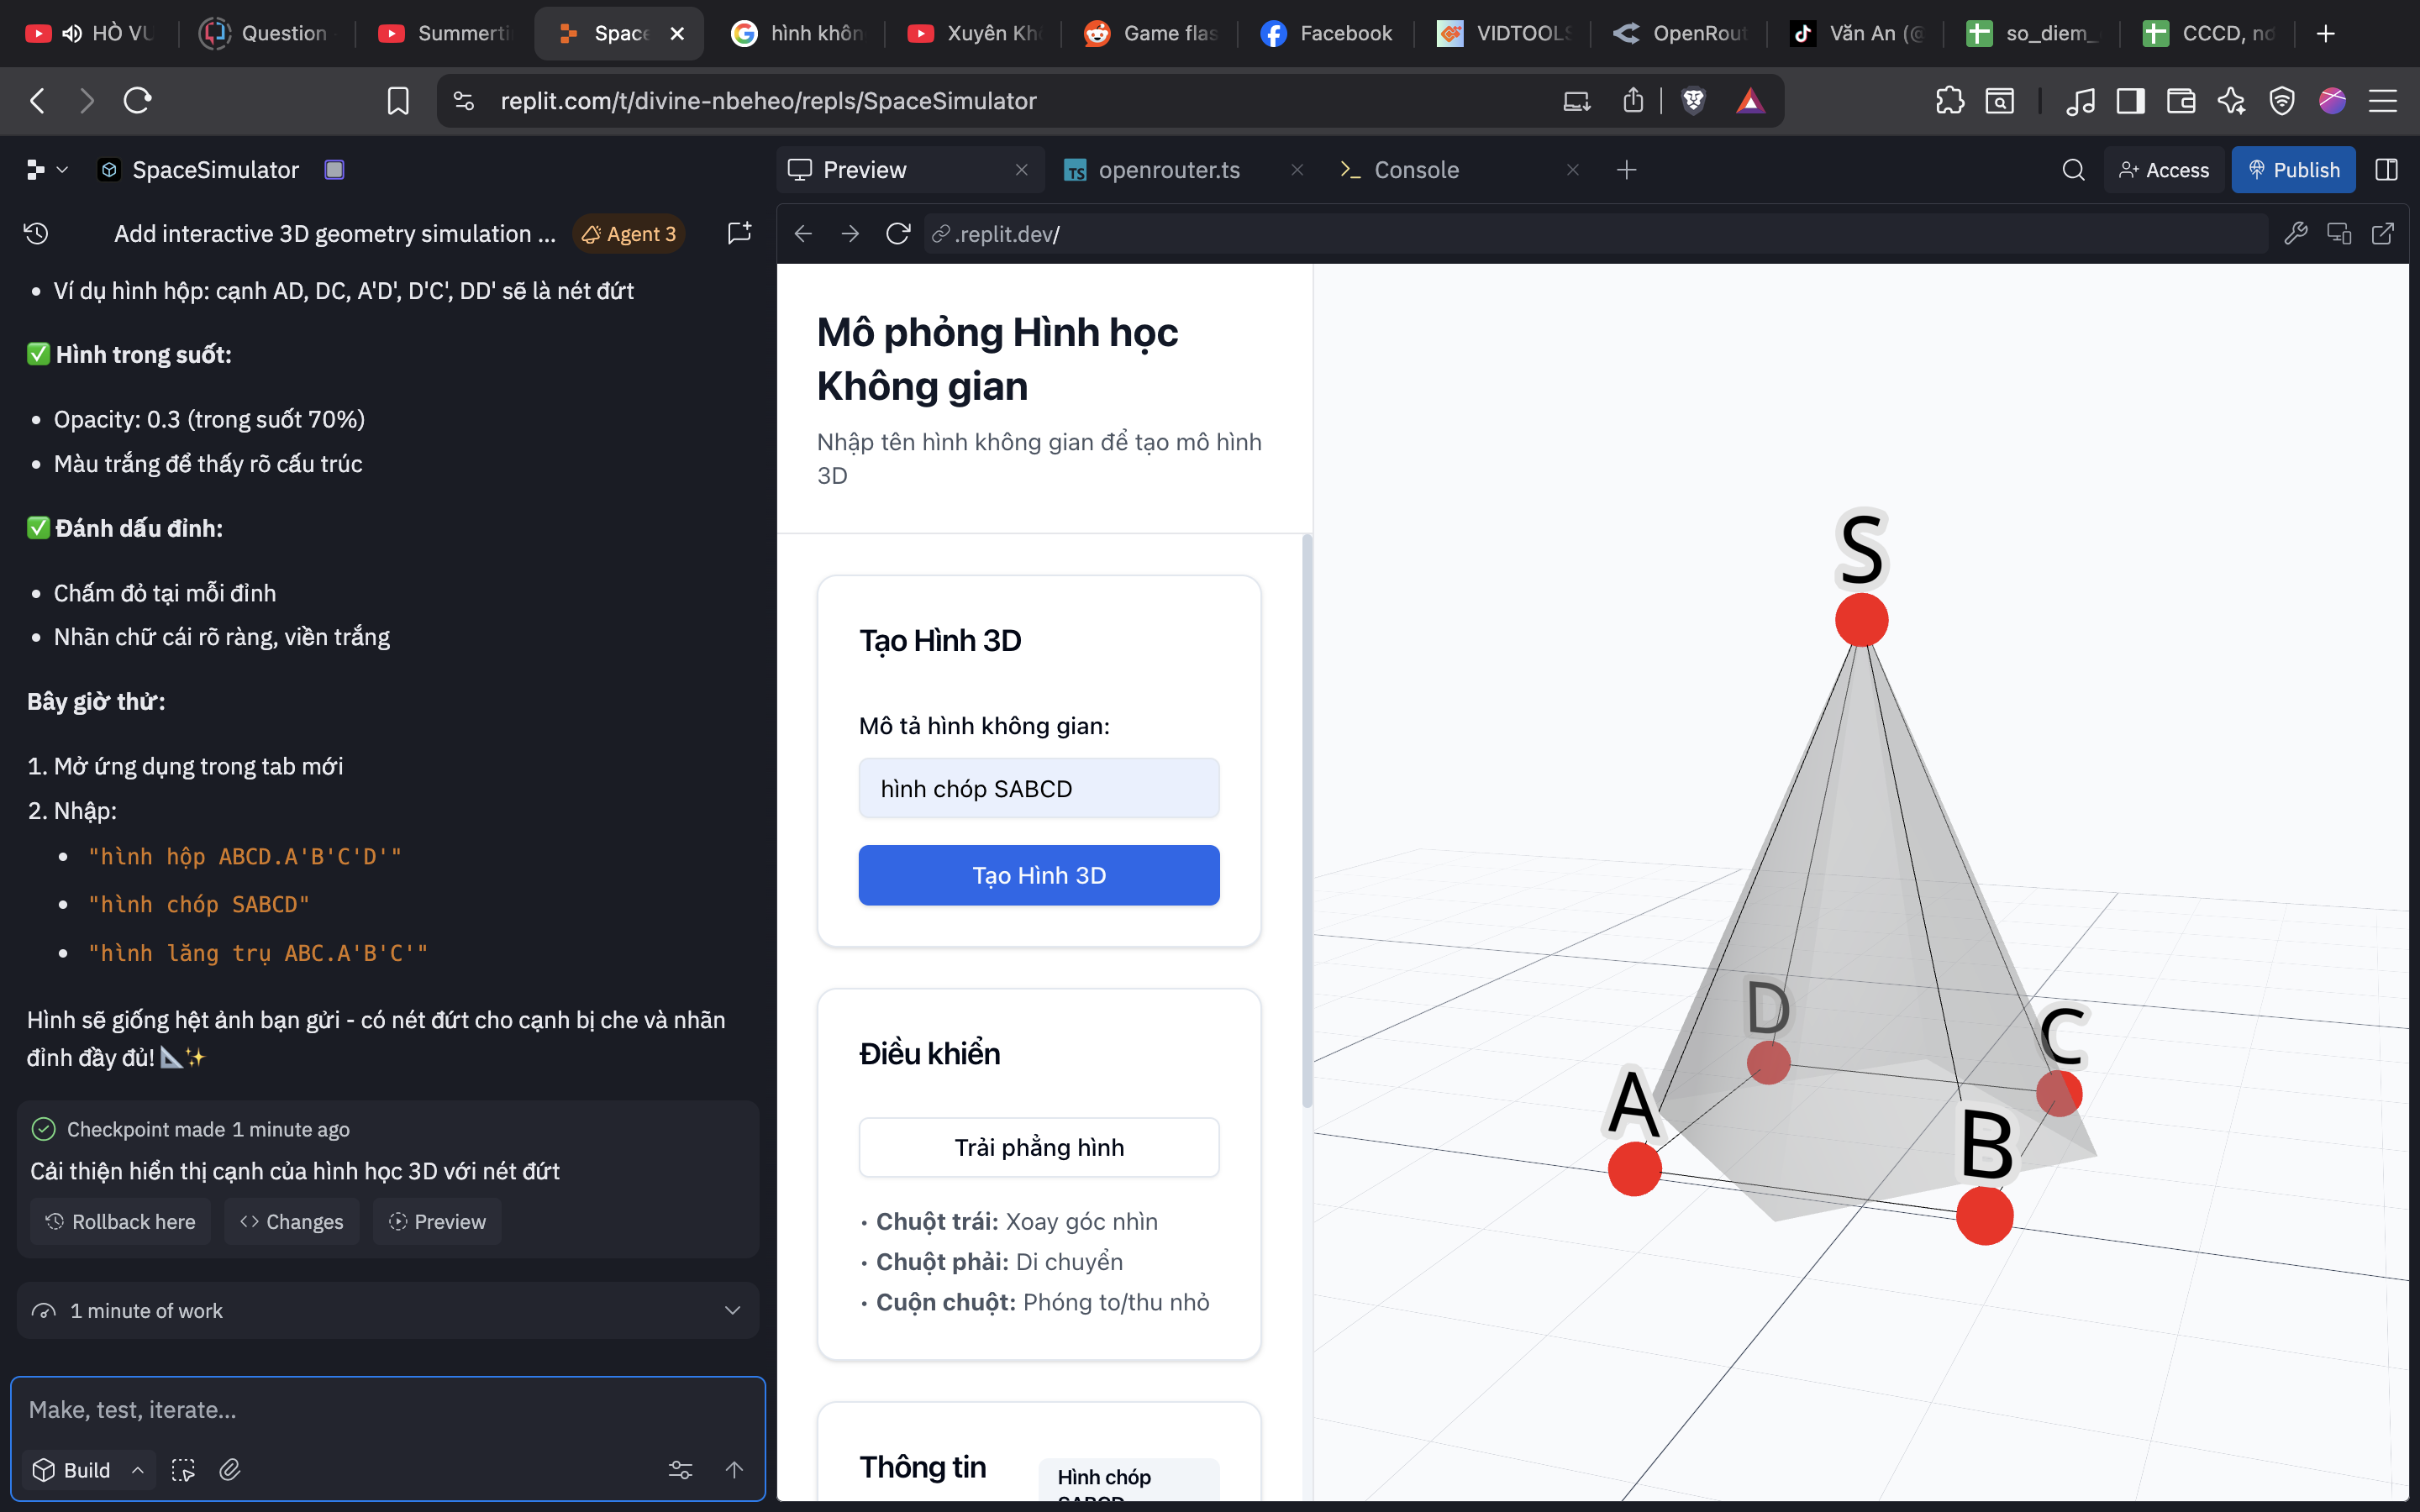 HÒ VU
Question
Summerti
Space
hình khôn
Xuyên Kh
Game flas
Facebook
VIDTOOLS
OpenRout
Văn An (@
so_diem_
CCCD, nơ
replit.com/t/divine-nbeheo/repls/SpaceSimulator
SpaceSimulator
Preview
TS openrouter.ts
Console
Access
Publish
Add interactive 3D geometry simulation ...
Agent 3
.replit.dev/
• Ví dụ hình hộp: cạnh AD, DC, A'D', D'C', DD' sẽ là nét đứt
✅ Hình trong suốt:
• Opacity: 0.3 (trong suốt 70%)
• Màu trắng để thấy rõ cấu trúc
✅ Đánh dấu đỉnh:
• Chấm đỏ tại mỗi đỉnh
• Nhãn chữ cái rõ ràng, viền trắng
Bây giờ thử:
1. Mở ứng dụng trong tab mới
2. Nhập:
• "hình hộp ABCD.A'B'C'D'"
• "hình chóp SABCD"
• "hình lăng trụ ABC.A'B'C'"
Hình sẽ giống hệt ảnh bạn gửi - có nét đứt cho cạnh bị che và nhãn
đỉnh đầy đủ! 📐✨
Checkpoint made 1 minute ago
Cải thiện hiển thị cạnh của hình học 3D với nét đứt
Rollback here
Changes
Preview
1 minute of work
Make, test, iterate...
Build
Mô phỏng Hình học
Không gian
Nhập tên hình không gian để tạo mô hình
3D
Tạo Hình 3D
Mô tả hình không gian:
hình chóp SABCD
Tạo Hình 3D
Điều khiển
Trải phẳng hình
• Chuột trái: Xoay góc nhìn
• Chuột phải: Di chuyển
• Cuộn chuột: Phóng to/thu nhỏ
Thông tin
Hình chóp
SABCD
S
D
C
A
B